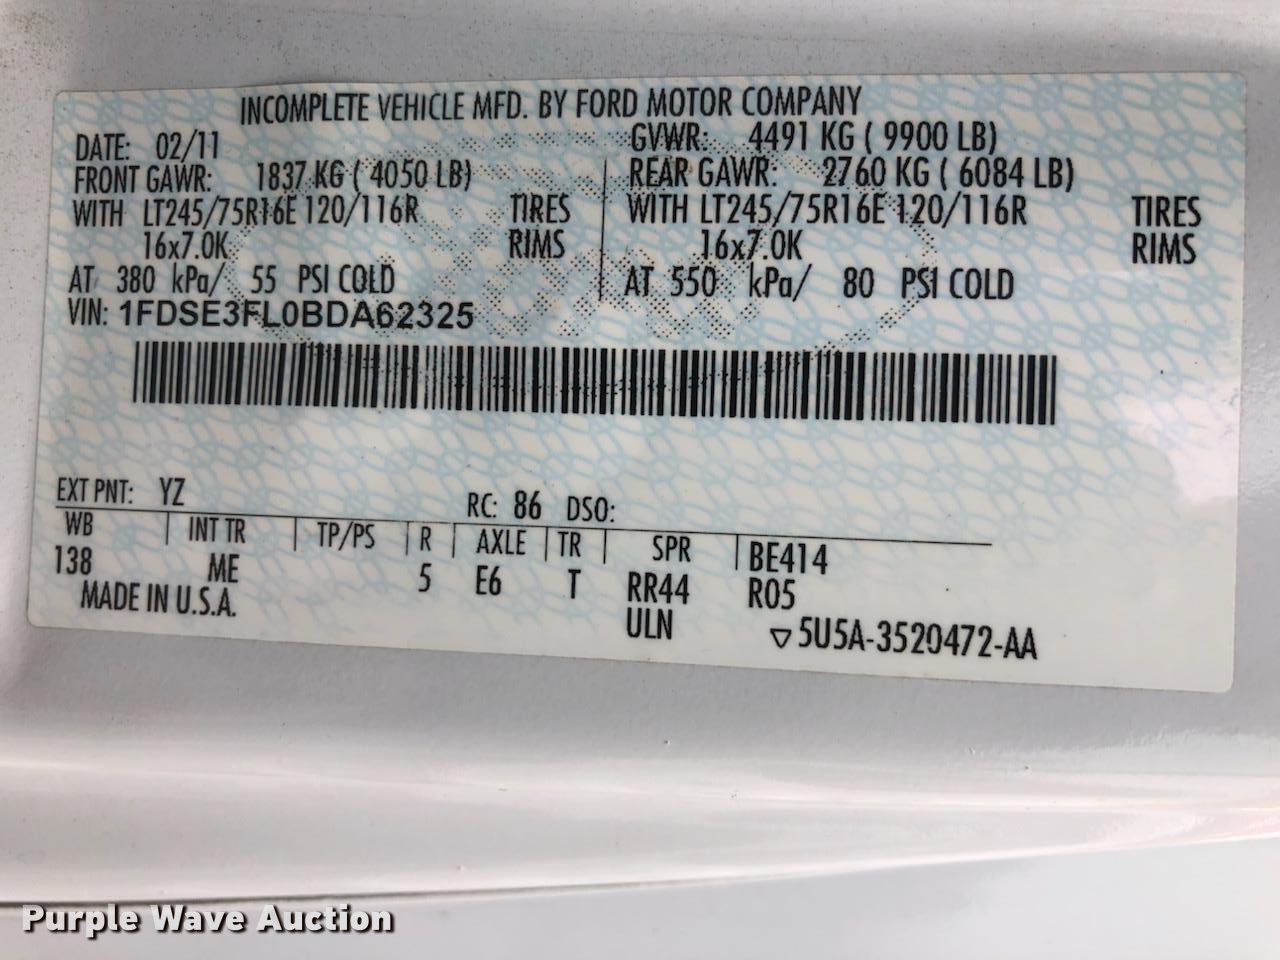 INCOMPLETE VEHICLE MFD. BY FORD MOTOR COMPANY
DATE: 02/11 GVWR: 4491 KG ( 9900 LB)
FRONT GAWR: 1837 KG ( 4050 LB) REAR GAWR: 2760 KG ( 6084 LB)
WITH LT245/75R16E 120/116R TIRES WITH LT245/75R16E 120/116R TIRES
16x7.0K RIMS 16x7.0K RIMS
AT 380 kPa/ 55 PSI COLD AT 550 kPa/ 80 PSI COLD
VIN: 1FDSE3FL0BDA62325
EXT PNT: YZ RC: 86 DSO:
WB INT TR TP/PS R AXLE TR SPR BE414
138 ME 5 E6 T RR44 R05
MADE IN U.S.A. ULN ▽5U5A-3520472-AA
Purple Wave Auction